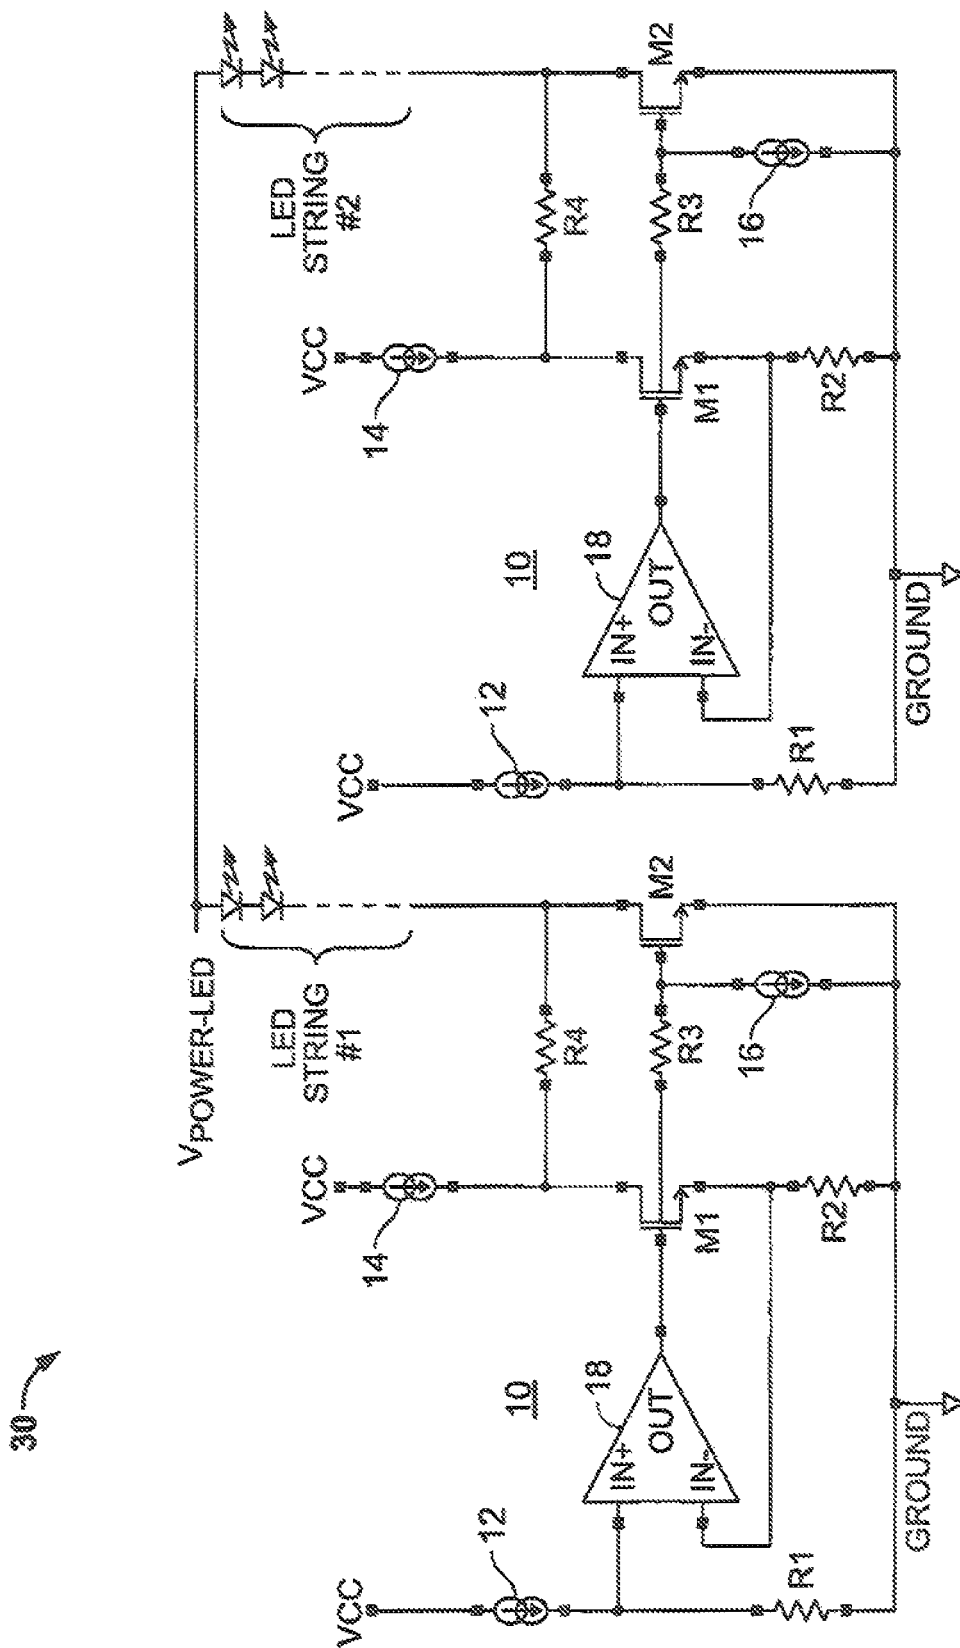 30
V_POWER-LED
LED
STRING
#1
VCC
14
R4
VCC
12
10
18
IN+
OUT
IN-
M1
M2
R3
16
R1
R2
GROUND
LED
STRING
#2
VCC
14
R4
VCC
12
10
18
IN+
OUT
IN-
M1
M2
R3
16
R1
R2
GROUND